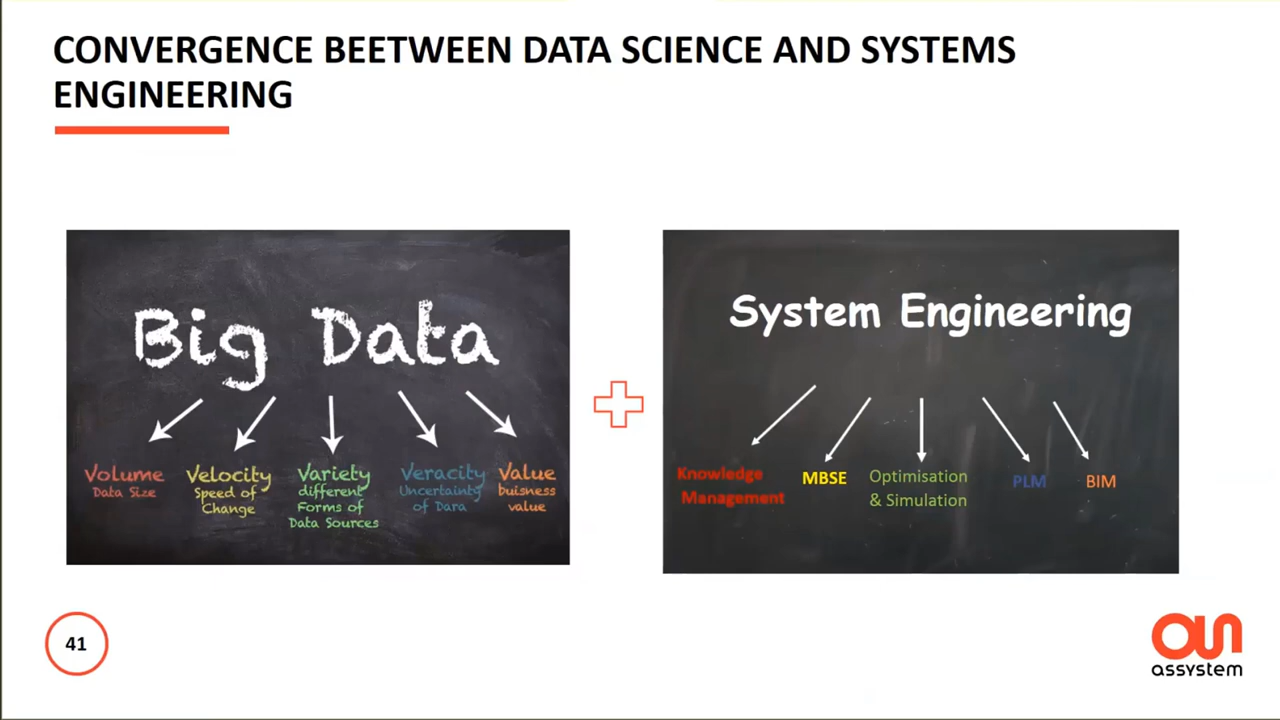 CONVERGENCE BEETWEEN DATA SCIENCE AND SYSTEMS
ENGINEERING
Big Data
Volume
Data Size
Velocity
Speed of
Change
Variety
different
Forms of
Data Sources
Veracity
Uncertainty
of Dara
Value
buisness
value
System Engineering
Knowledge
Management
MBSE
Optimisation
& Simulation
PLM
BIM
41
assystem